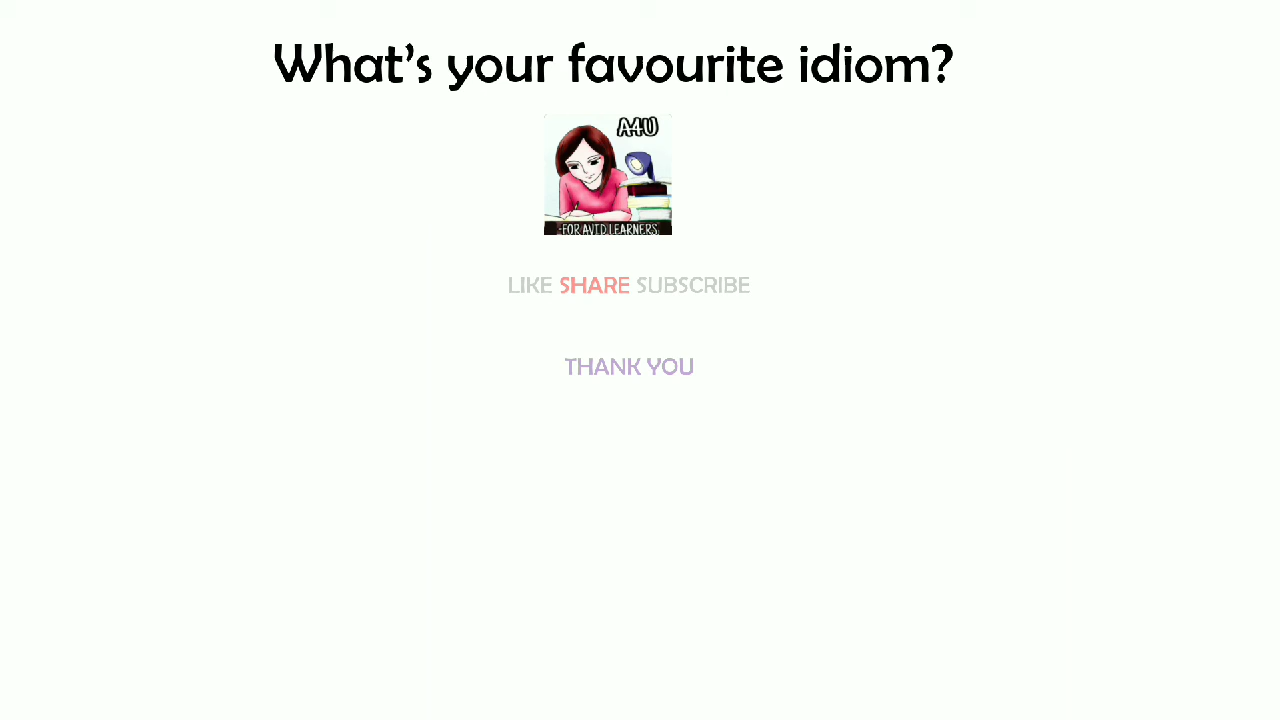 What's your favourite idiom?
A4U
-FOR AVID LEARNERS
LIKE SHARE SUBSCRIBE
THANK YOU